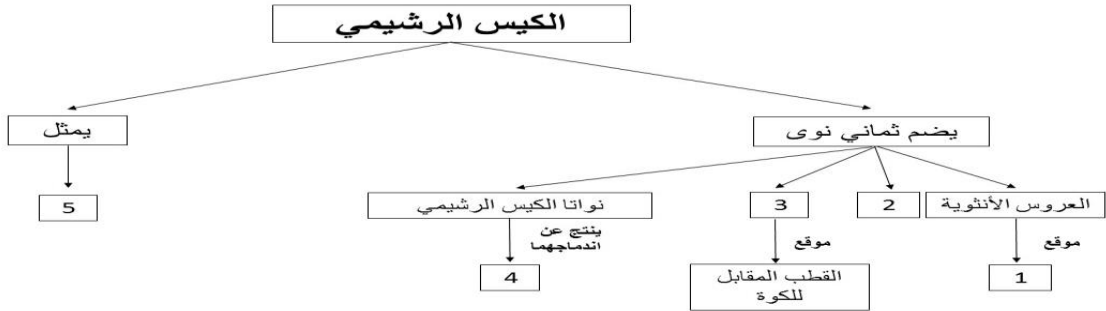 الكيس الرشيمي
يضم ثماني نوى
يمثل
العروس الأنثوية
2
3
نواتا الكيس الرشيمي
5
موقع
موقع
ينتج عن
اندماجهما
1
القطب المقابل
للكوة
4